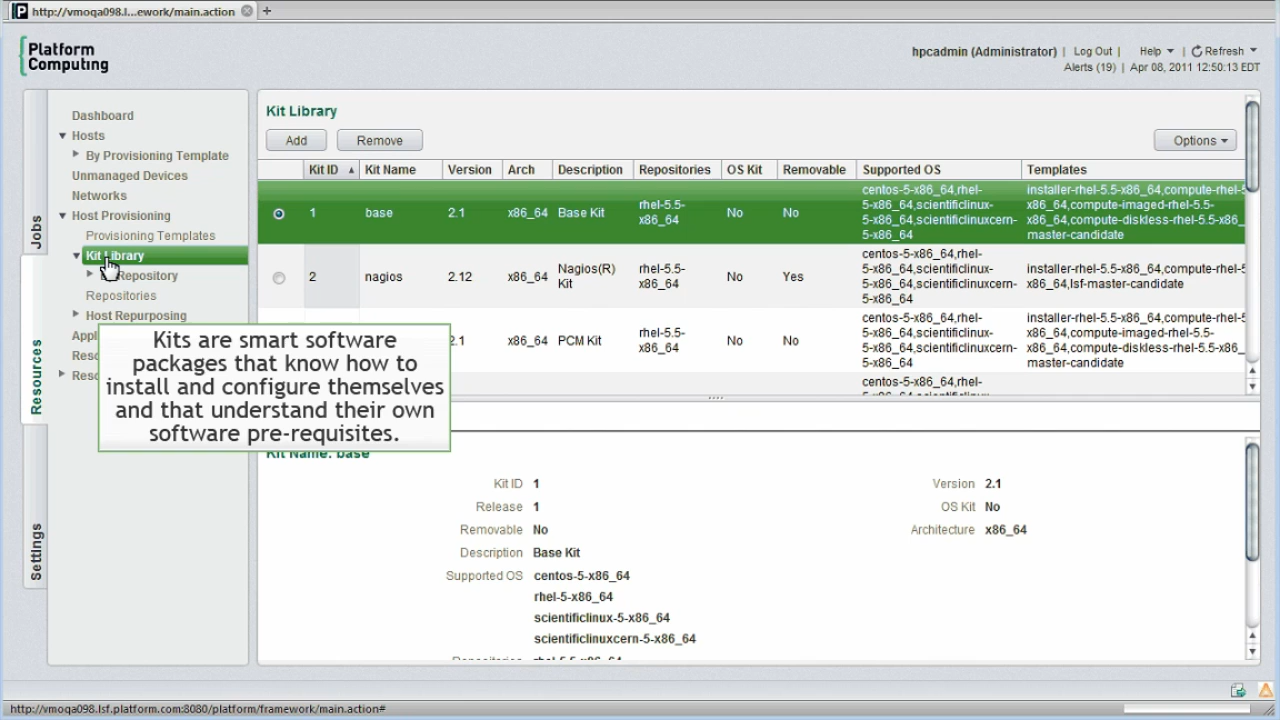 http://vmoqa098.l...ework/main.action
Platform
Computing
hpcadmin (Administrator) | Log Out | Help | Refresh
Alerts (19) | Apr 08, 2011 12:50:13 EDT
Jobs
Resources
Settings
Dashboard
Hosts
By Provisioning Template
Unmanaged Devices
Networks
Host Provisioning
Provisioning Templates
Kit Library
Repository
Repositories
Host Repurposing
Kits are smart software
packages that know how to
install and configure themselves
and that understand their own
software pre-requisites.
Kit Library
Add Remove Options
Kit ID Kit Name Version Arch Description Repositories OS Kit Removable Supported OS Templates
1 base 2.1 x86_64 Base Kit rhel-5.5-x86_64 No No centos-5-x86_64,rhel-5-x86_64,scientificlinux-5-x86_64,scientificlinuxcern-5-x86_64 installer-rhel-5.5-x86_64,compute-rhel-5.5-x86_64,compute-imaged-rhel-5.5-x86_64,compute-diskless-rhel-5.5-x86_64,master-candidate
2 nagios 2.12 x86_64 Nagios(R) Kit rhel-5.5-x86_64 No Yes centos-5-x86_64,rhel-5-x86_64,scientificlinux-5-x86_64,scientificlinuxcern-5-x86_64 installer-rhel-5.5-x86_64,compute-rhel-5.5-x86_64,lsf-master-candidate
2.1 x86_64 PCM Kit rhel-5.5-x86_64 No Yes centos-5-x86_64,rhel-5-x86_64,scientificlinux-5-x86_64,scientificlinuxcern-5-x86_64 installer-rhel-5.5-x86_64,compute-rhel-5.5-x86_64,compute-imaged-rhel-5.5-x86_64,compute-diskless-rhel-5.5-x86_64,master-candidate
centos-5-x86_64,rhel-
Kit Name: base
Kit ID 1
Release 1
Removable No
Description Base Kit
Supported OS centos-5-x86_64
rhel-5-x86_64
scientificlinux-5-x86_64
scientificlinuxcern-5-x86_64
Repositories rhel-5.5-x86_64
Version 2.1
OS Kit No
Architecture x86_64
http://vmoqa098.lsf.platform.com:8080/platform/framework/main.action#